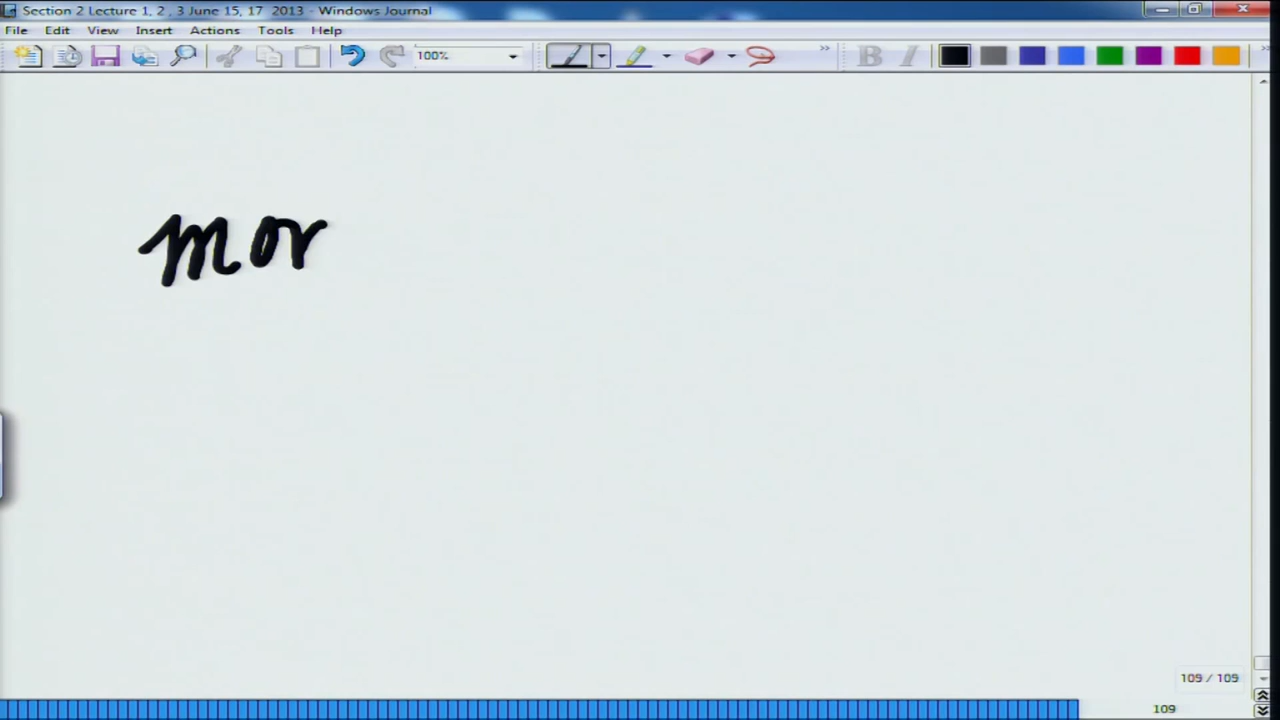 Section 2 Lecture 1, 2 , 3 June 15, 17 2013 - Windows Journal
File Edit View Insert Actions Tools Help
100% B I
mor
109 / 109
109